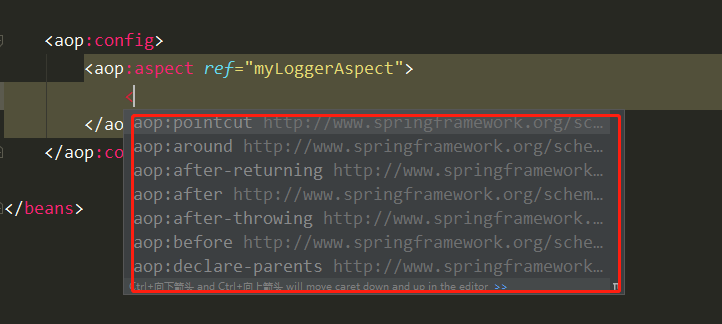 <aop:config>
<aop:aspect ref="myLoggerAspect">
<
aop:pointcut http://www.springframework.org/sc…
aop:around http://www.springframework.org/sche…
aop:after-returning http://www.springframework…
aop:after http://www.springframework.org/schem…
aop:after-throwing http://www.springframework.…
aop:before http://www.springframework.org/sche…
aop:declare-parents http://www.springframework…
Ctrl+向下箭头 and Ctrl+向上箭头 will move caret down and up in the editor >>
</ao
</aop:co
</beans>